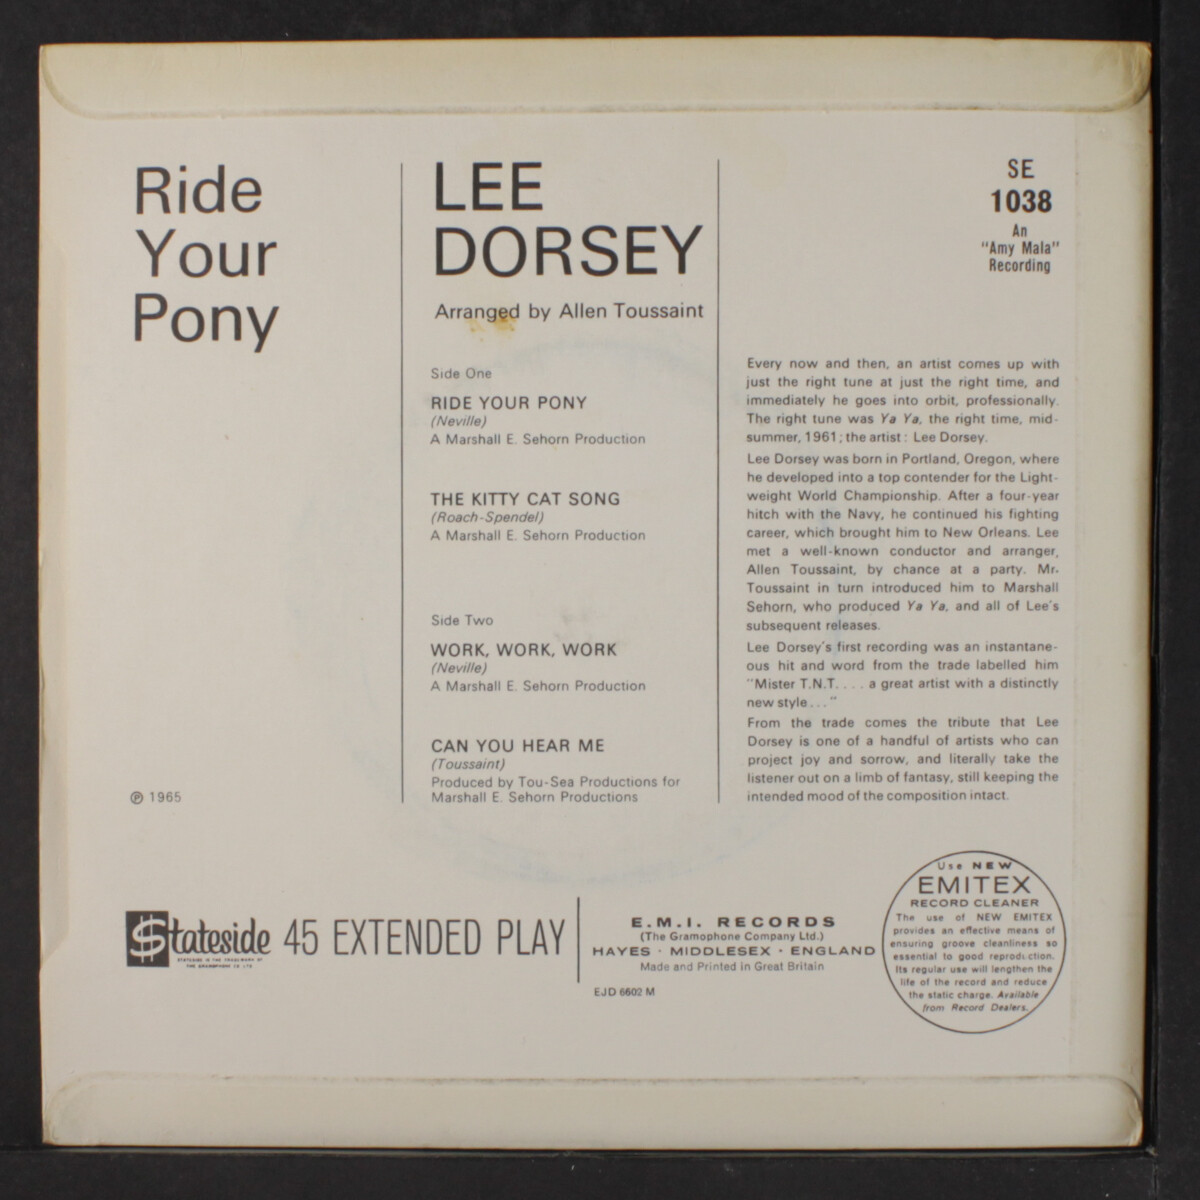 Ride
Your
Pony
℗ 1965
LEE
DORSEY
Arranged by Allen Toussaint
Side One
RIDE YOUR PONY
(Neville)
A Marshall E. Sehorn Production
THE KITTY CAT SONG
(Roach-Spendel)
A Marshall E. Sehorn Production
Side Two
WORK, WORK, WORK
(Neville)
A Marshall E. Sehorn Production
CAN YOU HEAR ME
(Toussaint)
Produced by Tou-Sea Productions for
Marshall E. Sehorn Productions
SE
1038
An
"Amy Mala"
Recording
Every now and then, an artist comes up with
just the right tune at just the right time, and
immediately he goes into orbit, professionally.
The right tune was Ya Ya, the right time, mid-
summer, 1961; the artist: Lee Dorsey.
Lee Dorsey was born in Portland, Oregon, where
he developed into a top contender for the Light-
weight World Championship. After a four-year
hitch with the Navy, he continued his fighting
career, which brought him to New Orleans. Lee
met a well-known conductor and arranger,
Allen Toussaint, by chance at a party. Mr.
Toussaint in turn introduced him to Marshall
Sehorn, who produced Ya Ya, and all of Lee's
subsequent releases.
Lee Dorsey's first recording was an instantane-
ous hit and word from the trade labelled him
"Mister T.N.T. . . . a great artist with a distinctly
new style . . ."
From the trade comes the tribute that Lee
Dorsey is one of a handful of artists who can
project joy and sorrow, and literally take the
listener out on a limb of fantasy, still keeping the
intended mood of the composition intact.
Stateside
STATESIDE IS THE TRADE MARK OF
THE GRAMOPHONE CO LTD
45 EXTENDED PLAY
E.M.I. RECORDS
(The Gramophone Company Ltd.)
HAYES · MIDDLESEX · ENGLAND
Made and Printed in Great Britain
EJD 6602 M
Use NEW
EMITEX
RECORD CLEANER
The use of NEW EMITEX
provides an effective means of
ensuring groove cleanliness so
essential to good reproduction.
Its regular use will lengthen the
life of the record and reduce
the static charge. Available
from Record Dealers.